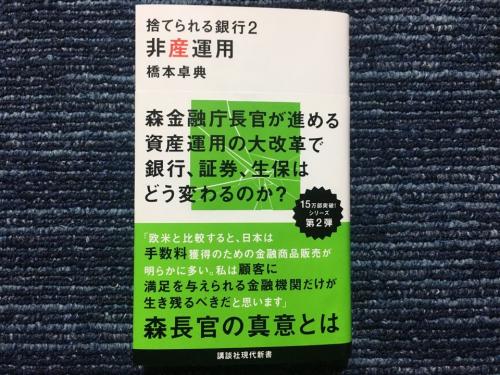 捨てられる銀行2
非産運用
橋本卓典
森金融庁長官が進める
資産運用の大改革で
銀行、証券、生保は
どう変わるのか?
15万部突破!
シリーズ
第2弾
「欧米と比較すると、日本は
手数料獲得のための金融商品販売が
明らかに多い。私は顧客に
満足を与えられる金融機関だけが
生き残るべきだと思います」
森長官の真意とは
講談社現代新書